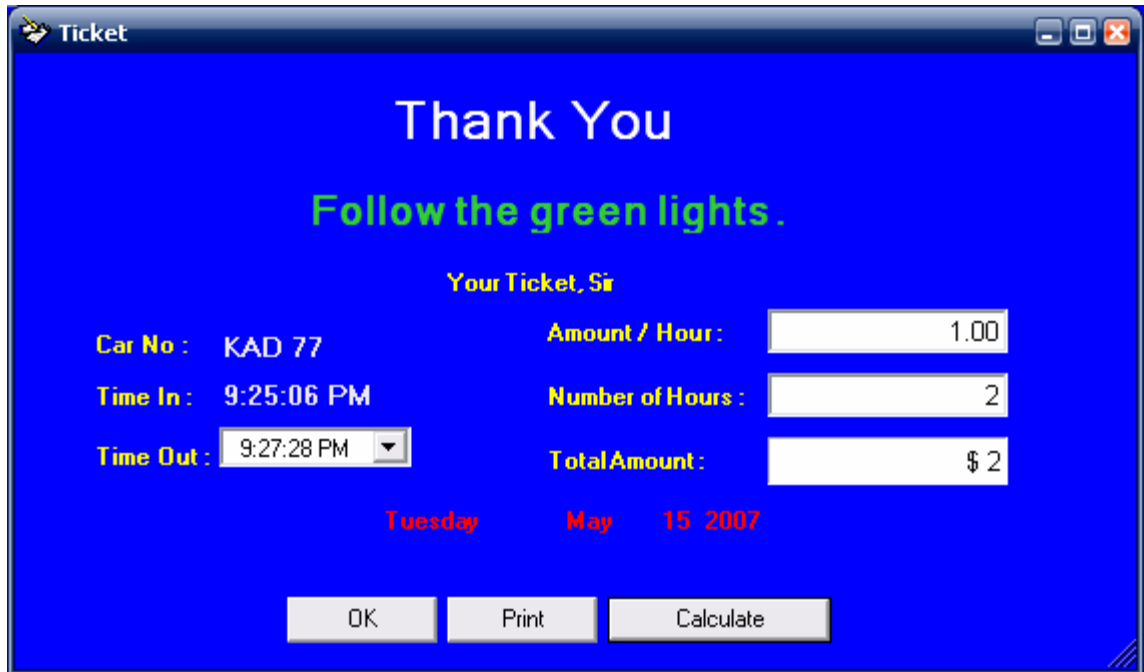 Ticket
Thank You
Follow the green lights.
Your Ticket, Sir
Car No : KAD 77
Amount / Hour : 1.00
Time In : 9:25:06 PM
Number of Hours : 2
Time Out : 9:27:28 PM
Total Amount : $ 2
Tuesday May 15 2007
OK Print Calculate